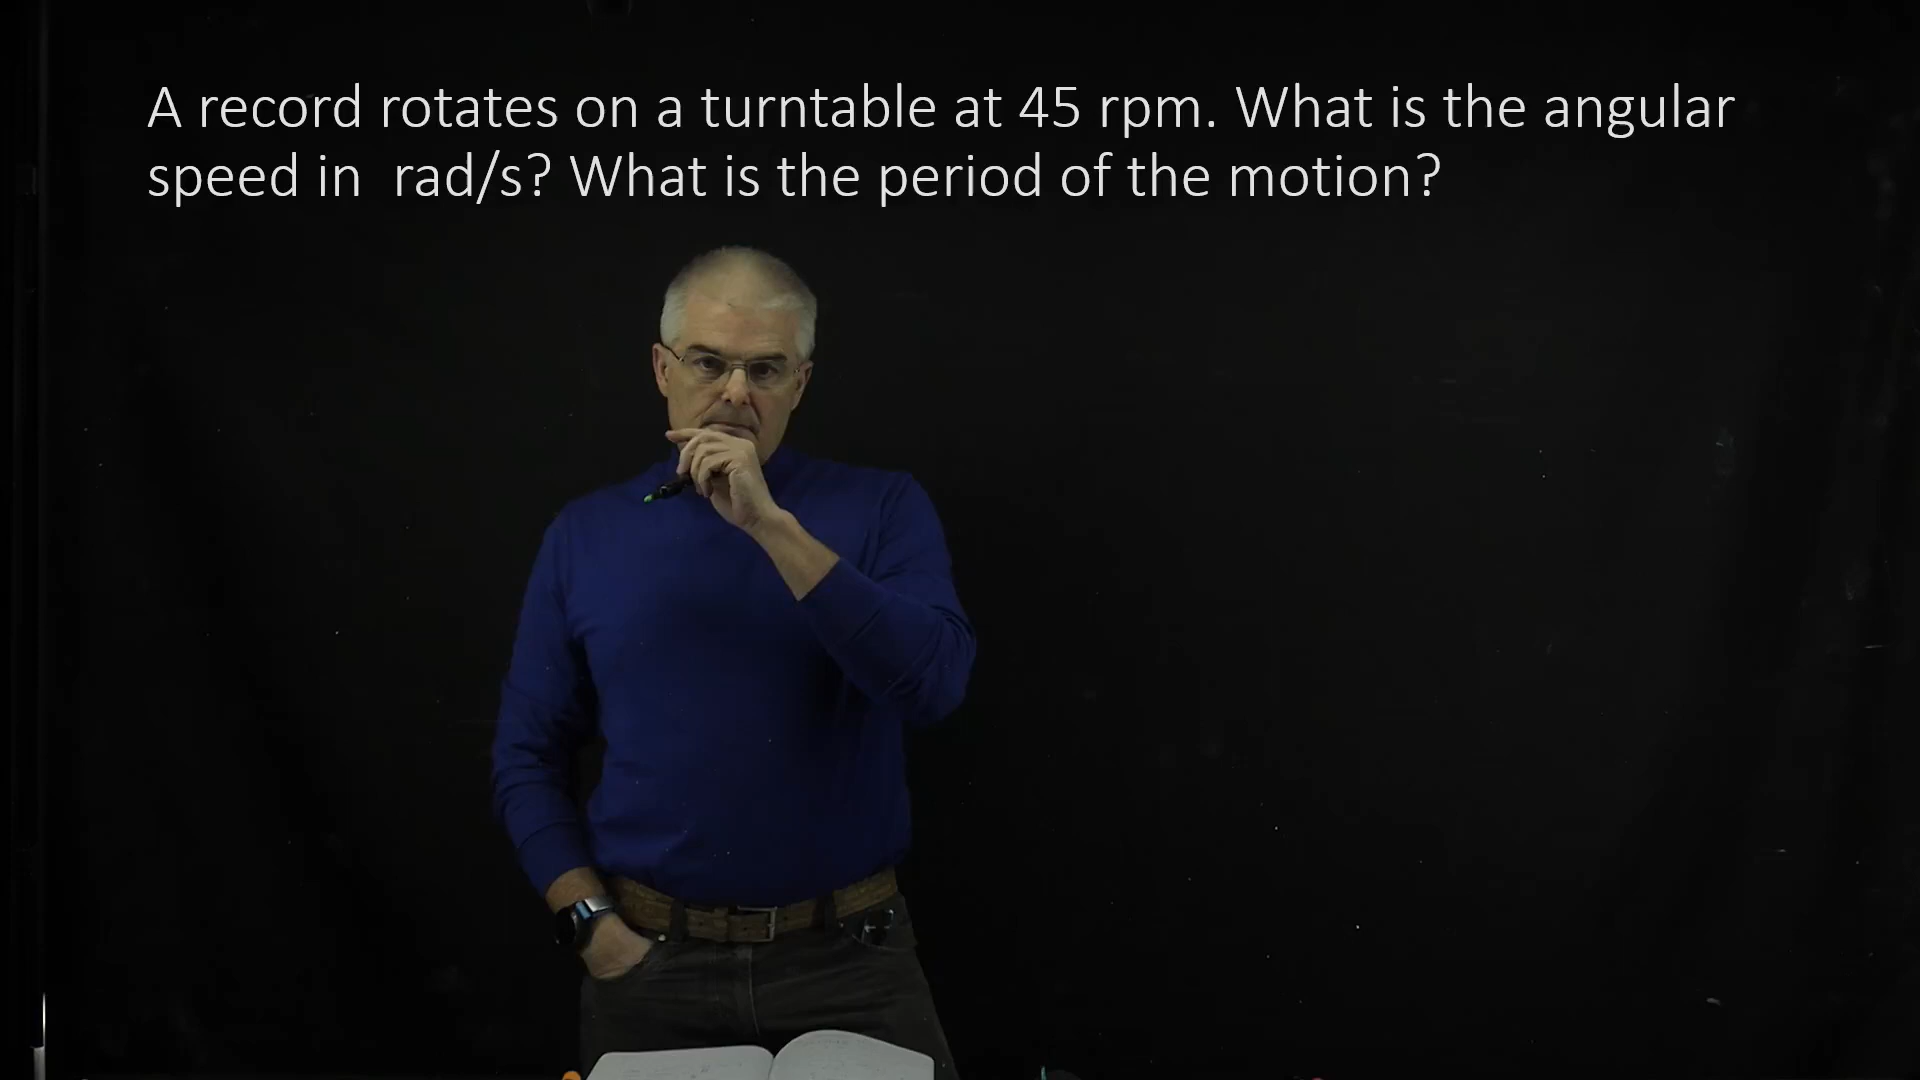 A record rotates on a turntable at 45 rpm. What is the angular
speed in  rad/s? What is the period of the motion?